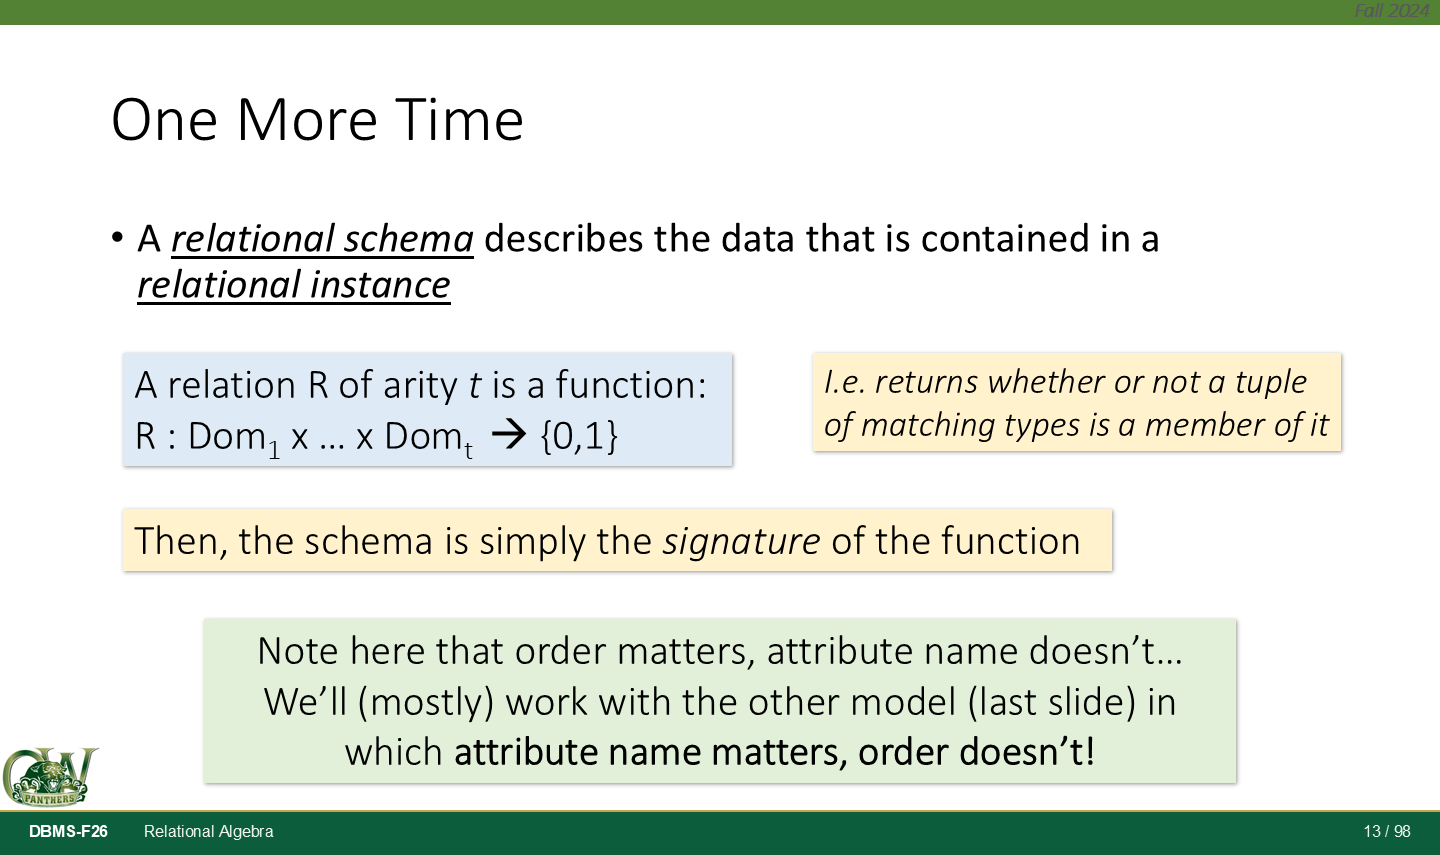 Fall 2024
One More Time
• A relational schema describes the data that is contained in a
relational instance
A relation R of arity t is a function:
R : Dom1 x … x Domt → {0,1}
I.e. returns whether or not a tuple
of matching types is a member of it
Then, the schema is simply the signature of the function
Note here that order matters, attribute name doesn’t…
We’ll (mostly) work with the other model (last slide) in
which attribute name matters, order doesn’t!
OW
PANTHERS
DBMS-F26 Relational Algebra 13 / 98